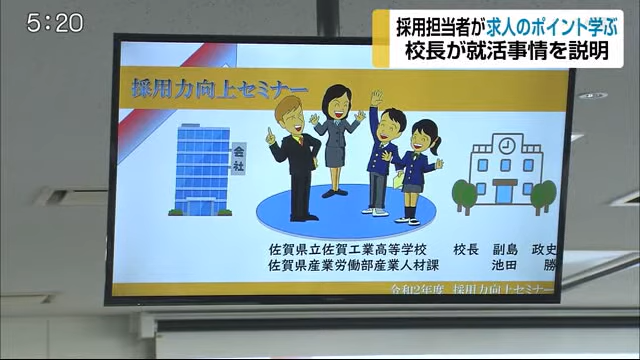 5:20
採用担当者が求人のポイント学ぶ
校長が就活事情を説明
採用力向上セミナー
会社
佐賀県立佐賀工業高等学校 校長 副島 政史
佐賀県産業労働部産業人材課 池田 勝
令和2年度 採用力向上セミナー